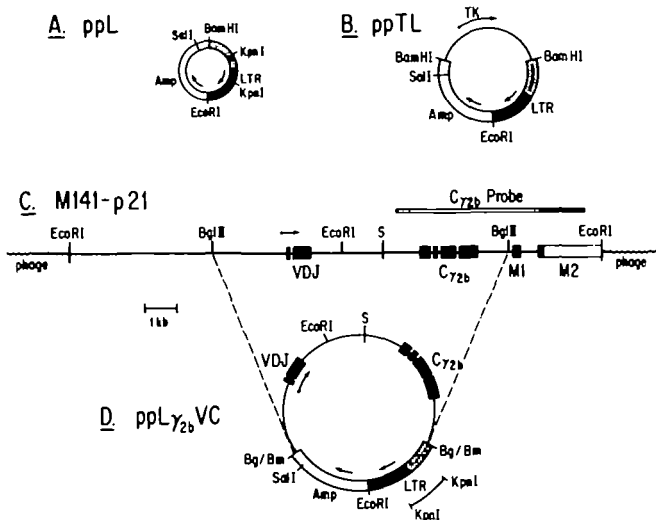 A. ppL
SalI
BamHI
KpnI
Amp
LTR
KpnI
EcoRI
B. ppTL
TK
BamHI
BamHI
SalI
Amp
LTR
EcoRI
C. M141-p21
Cγ2b Probe
EcoRI
BglII
EcoRI
S
BglII
EcoRI
phage
VDJ
Cγ2b
M1
M2
phage
1kb
S
EcoRI
VDJ
Cγ2b
D. ppLγ2bVC
Bg/Bm
Bg/Bm
SalI
Amp
EcoRI
LTR
KpnI
KpnI